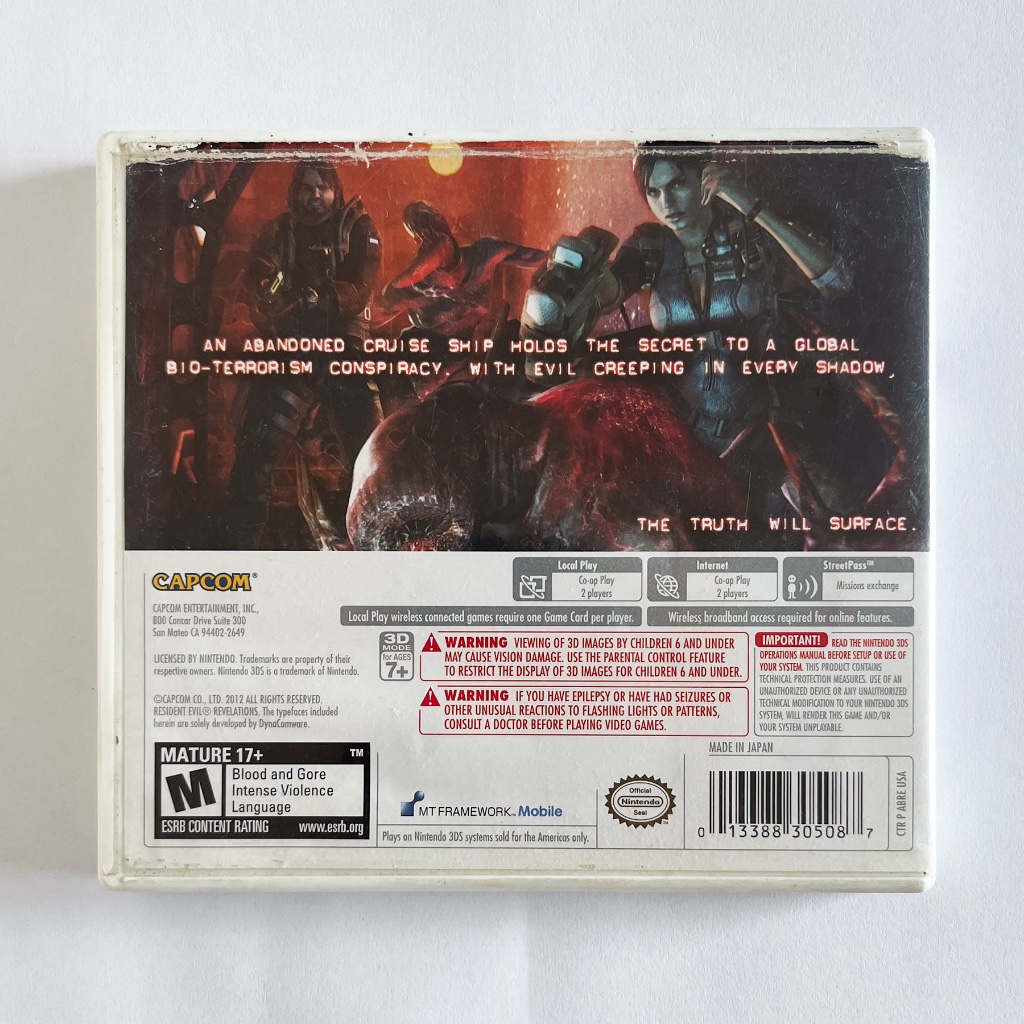 AN ABANDONED CRUISE SHIP HOLDS THE SECRET TO A GLOBAL
BIO-TERRORISM CONSPIRACY. WITH EVIL CREEPING IN EVERY SHADOW,
THE TRUTH WILL SURFACE.
CAPCOM®
CAPCOM ENTERTAINMENT, INC.,
800 Concar Drive Suite 300
San Mateo CA 94402-2649
LICENSED BY NINTENDO. Trademarks are property of their
respective owners. Nintendo 3DS is a trademark of Nintendo.
©CAPCOM CO., LTD. 2012 ALL RIGHTS RESERVED.
RESIDENT EVIL® REVELATIONS. The typefaces included
herein are solely developed by DynaComware.
Local Play
Co-op Play
2 players
Internet
Co-op Play
2 players
StreetPass™
Missions exchange
Local Play wireless connected games require one Game Card per player.
Wireless broadband access required for online features.
3D
MODE
for AGES
7+
WARNING VIEWING OF 3D IMAGES BY CHILDREN 6 AND UNDER
MAY CAUSE VISION DAMAGE. USE THE PARENTAL CONTROL FEATURE
TO RESTRICT THE DISPLAY OF 3D IMAGES FOR CHILDREN 6 AND UNDER.
WARNING IF YOU HAVE EPILEPSY OR HAVE HAD SEIZURES OR
OTHER UNUSUAL REACTIONS TO FLASHING LIGHTS OR PATTERNS,
CONSULT A DOCTOR BEFORE PLAYING VIDEO GAMES.
IMPORTANT! READ THE NINTENDO 3DS
OPERATIONS MANUAL BEFORE SETUP OR USE OF
YOUR SYSTEM. THIS PRODUCT CONTAINS
TECHNICAL PROTECTION MEASURES. USE OF AN
UNAUTHORIZED DEVICE OR ANY UNAUTHORIZED
TECHNICAL MODIFICATION TO YOUR NINTENDO 3DS
SYSTEM, WILL RENDER THIS GAME AND/OR
YOUR SYSTEM UNPLAYABLE.
MATURE 17+ ™
M
Blood and Gore
Intense Violence
Language
ESRB CONTENT RATING www.esrb.org
MT FRAMEWORK™ Mobile
Plays on Nintendo 3DS systems sold for the Americas only.
Official
Nintendo
Seal
MADE IN JAPAN
0 13388 30508 7
CTR P ABRE USA